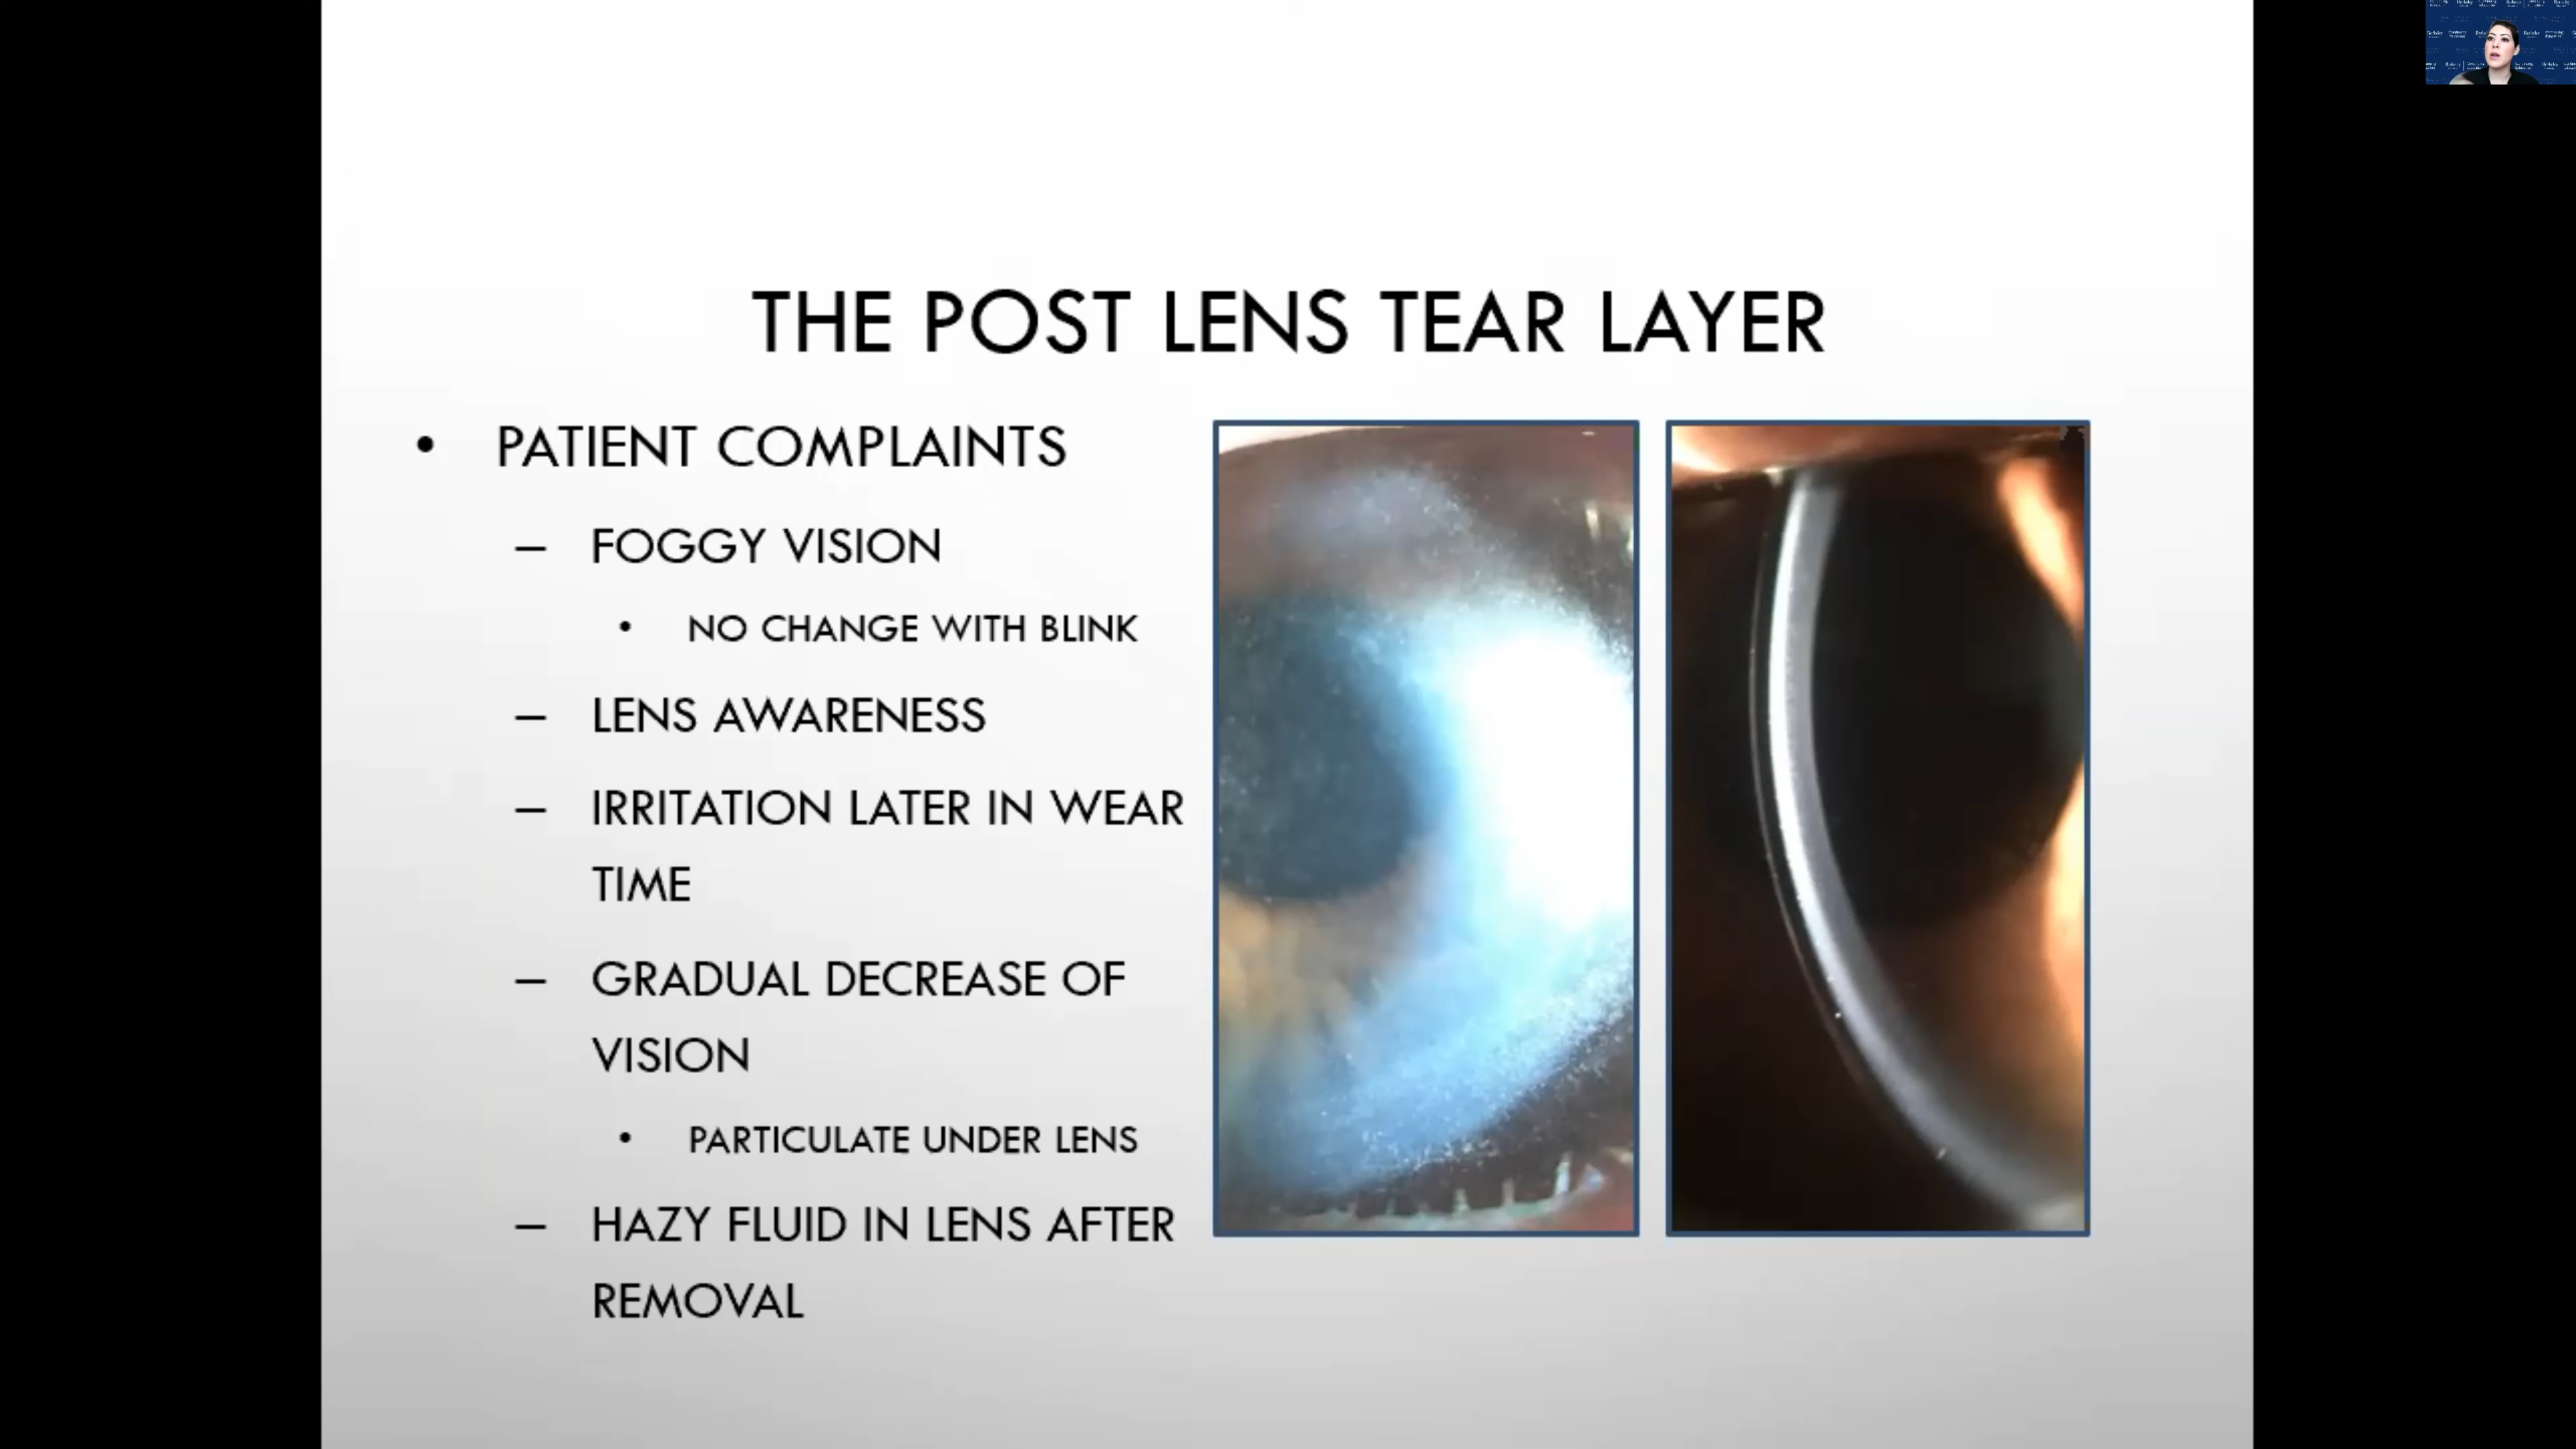 THE POST LENS TEAR LAYER
• PATIENT COMPLAINTS
– FOGGY VISION
• NO CHANGE WITH BLINK
– LENS AWARENESS
– IRRITATION LATER IN WEAR
TIME
– GRADUAL DECREASE OF
VISION
• PARTICULATE UNDER LENS
– HAZY FLUID IN LENS AFTER
REMOVAL